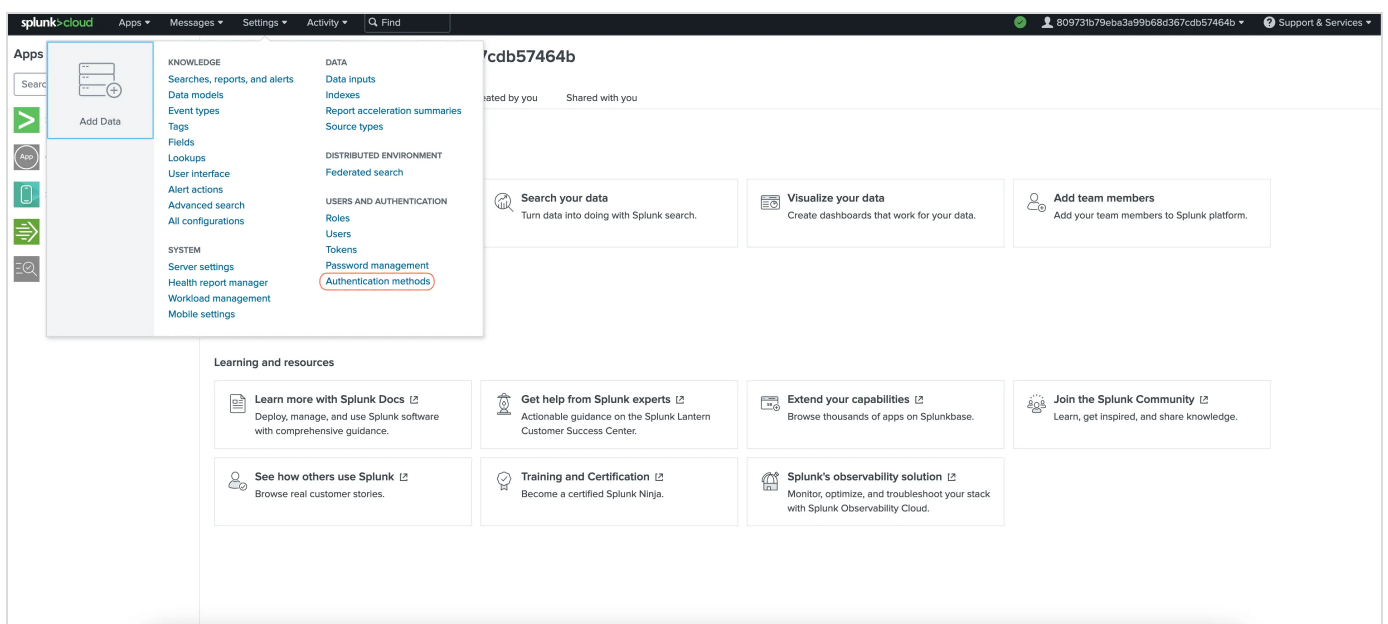 splunk>cloud Apps Messages Settings Activity Find 809731b79eba3a99b68d367cdb57464b Support & Services
Apps
Searc
Add Data
KNOWLEDGE
Searches, reports, and alerts
Data models
Event types
Tags
Fields
Lookups
User interface
Alert actions
Advanced search
All configurations
SYSTEM
Server settings
Health report manager
Workload management
Mobile settings
DATA
Data inputs
Indexes
Report acceleration summaries
Source types
DISTRIBUTED ENVIRONMENT
Federated search
USERS AND AUTHENTICATION
Roles
Users
Tokens
Password management
Authentication methods
App
7cdb57464b
eated by you Shared with you
Search your data
Turn data into doing with Splunk search.
Visualize your data
Create dashboards that work for your data.
Add team members
Add your team members to Splunk platform.
Learning and resources
Learn more with Splunk Docs
Deploy, manage, and use Splunk software
with comprehensive guidance.
Get help from Splunk experts
Actionable guidance on the Splunk Lantern
Customer Success Center.
Extend your capabilities
Browse thousands of apps on Splunkbase.
Join the Splunk Community
Learn, get inspired, and share knowledge.
See how others use Splunk
Browse real customer stories.
Training and Certification
Become a certified Splunk Ninja.
Splunk's observability solution
Monitor, optimize, and troubleshoot your stack
with Splunk Observability Cloud.